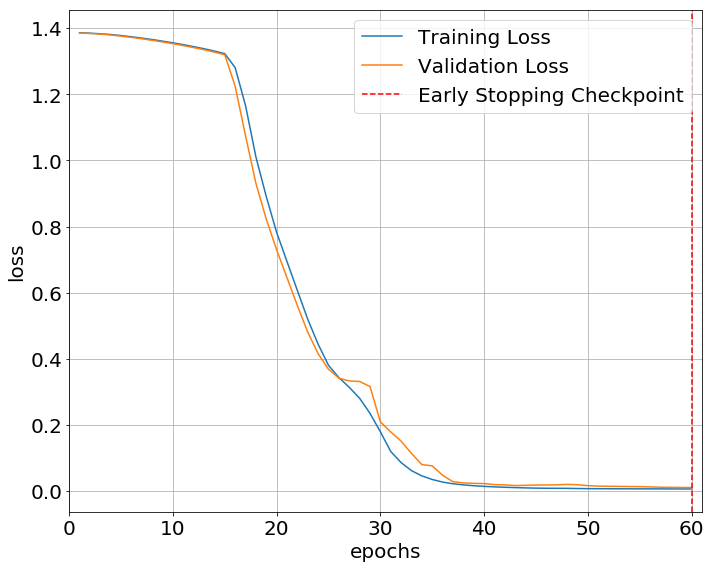 Training Loss
Validation Loss
Early Stopping Checkpoint
1.4
1.2
1.0
0.8
0.6
0.4
0.2
0.0
loss
0 10 20 30 40 50 60
epochs